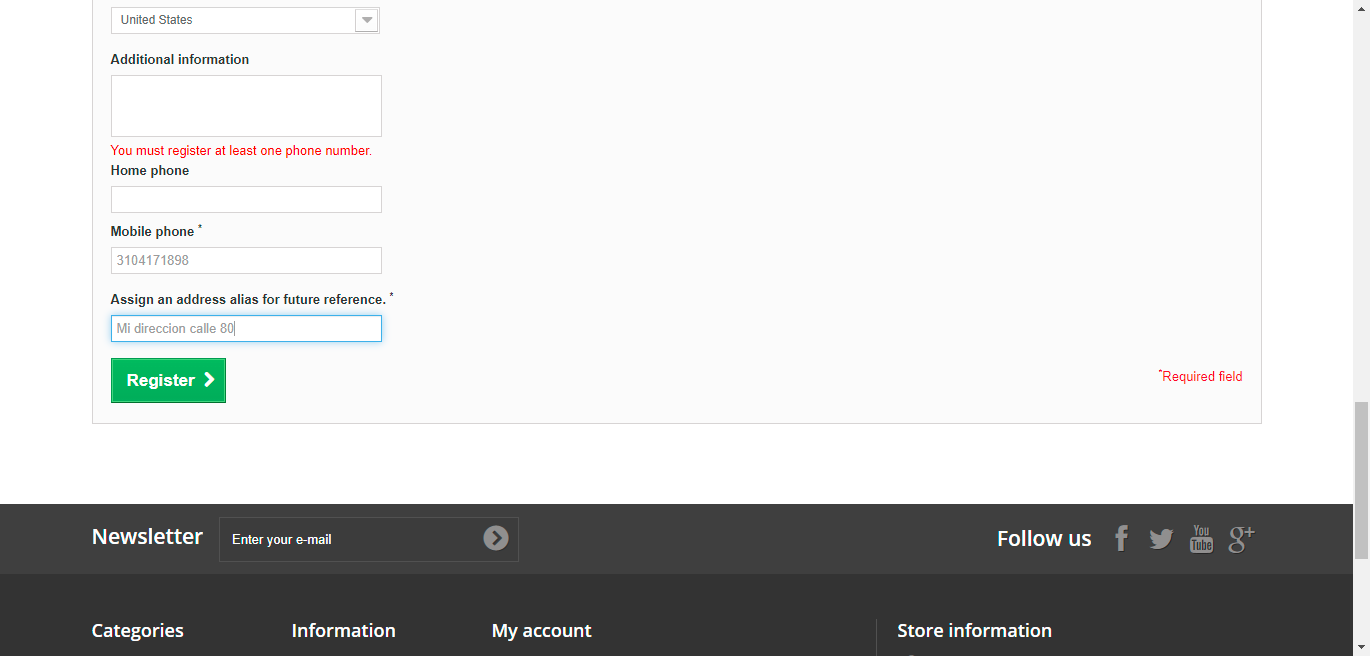 United States
Additional information
You must register at least one phone number.
Home phone
Mobile phone *
3104171898
Assign an address alias for future reference. *
Mi direccion calle 80
Register
*Required field
Newsletter
Enter your e-mail
Follow us
You
Tube
g+
Categories
Information
My account
Store information